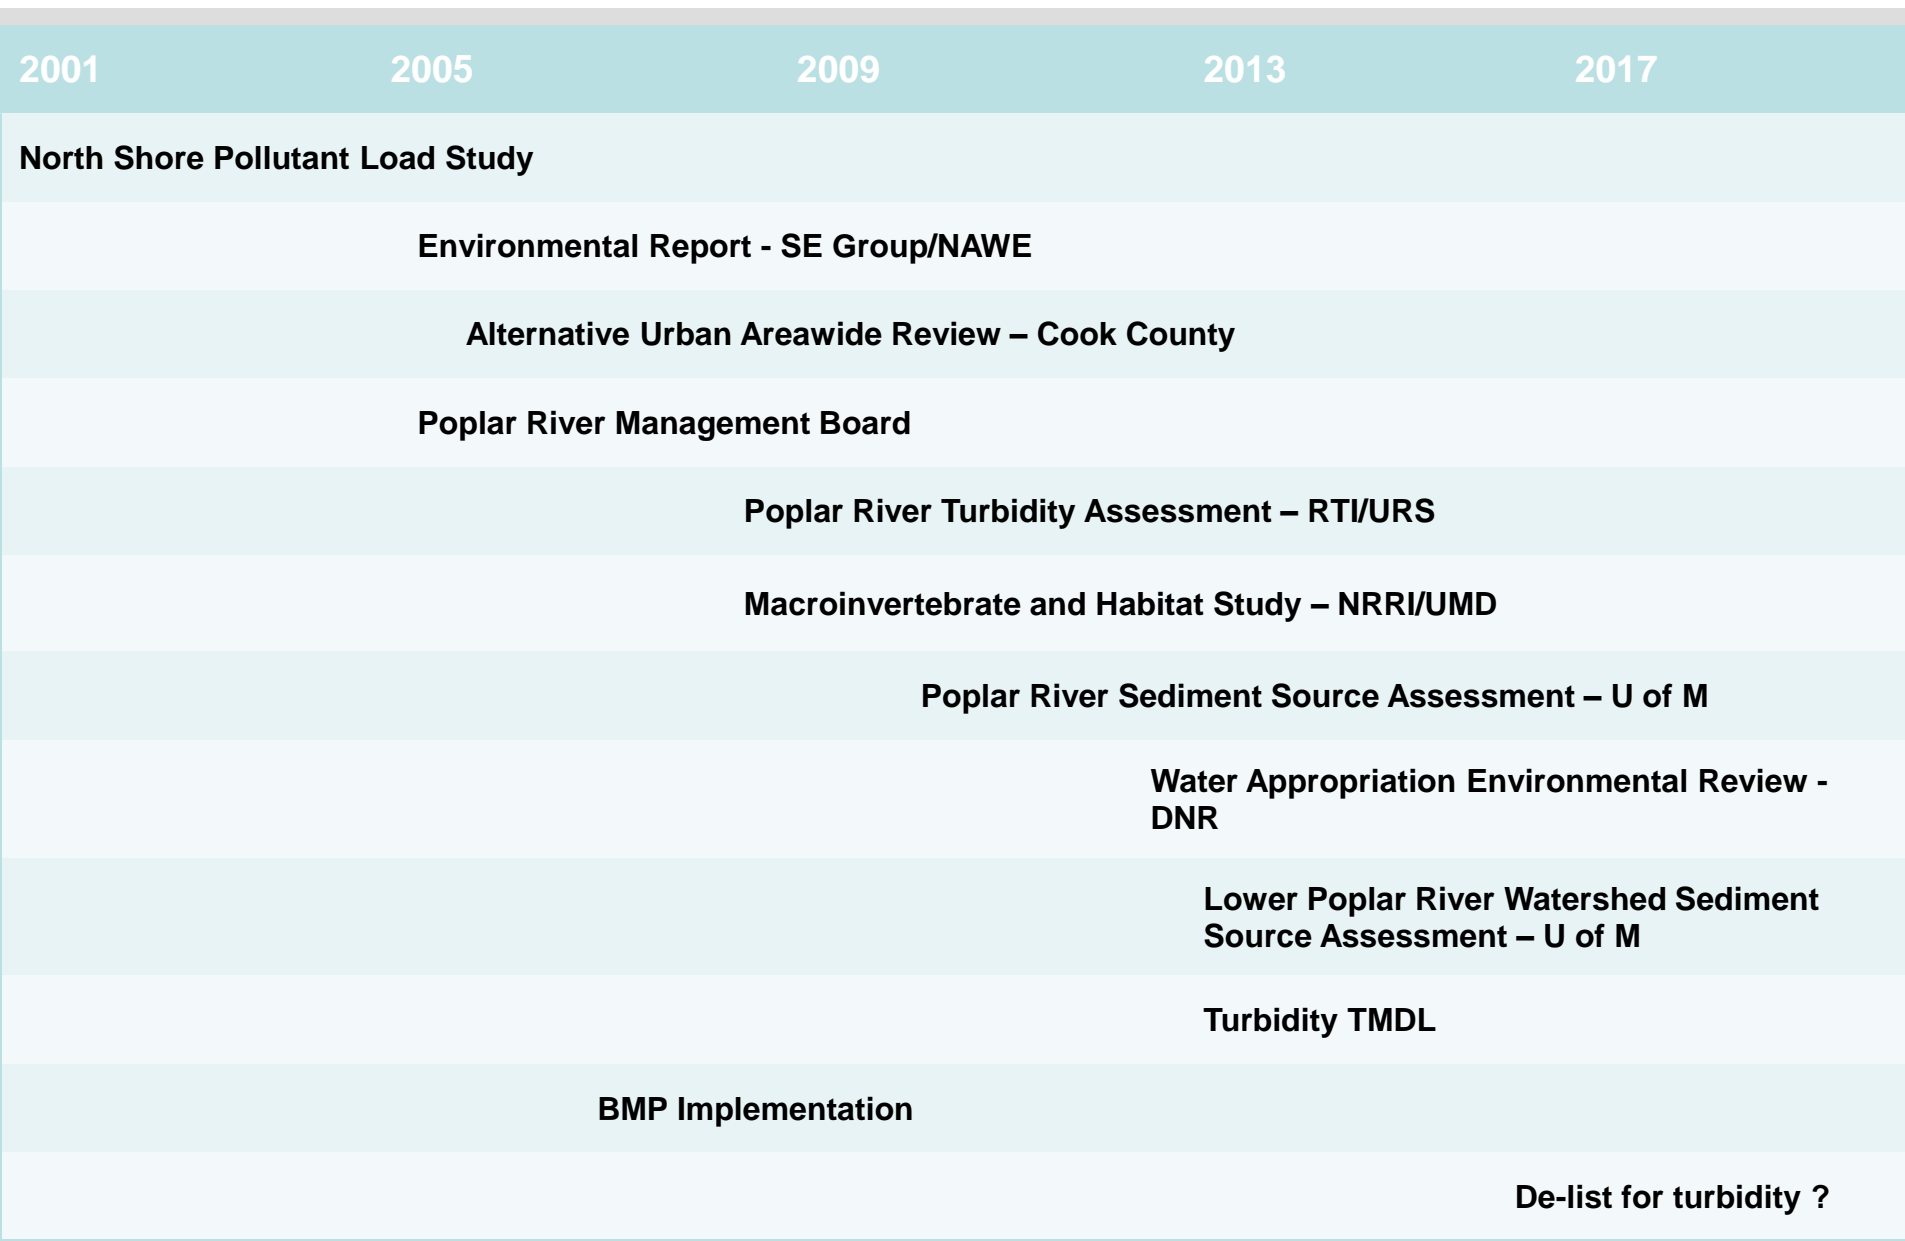 2001 2005 2009 2013 2017
North Shore Pollutant Load Study
Environmental Report - SE Group/NAWE
Alternative Urban Areawide Review – Cook County
Poplar River Management Board
Poplar River Turbidity Assessment – RTI/URS
Macroinvertebrate and Habitat Study – NRRI/UMD
Poplar River Sediment Source Assessment – U of M
Water Appropriation Environmental Review -
DNR
Lower Poplar River Watershed Sediment
Source Assessment – U of M
Turbidity TMDL
BMP Implementation
De-list for turbidity ?